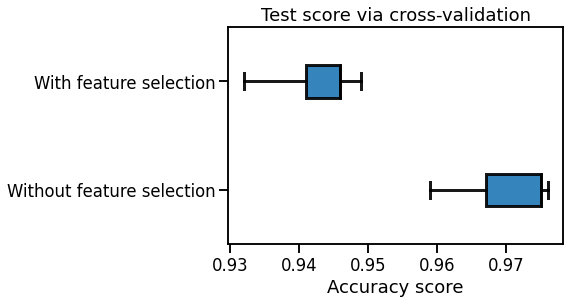 Test score via cross-validation
With feature selection
Without feature selection
0.93 0.94 0.95 0.96 0.97
Accuracy score